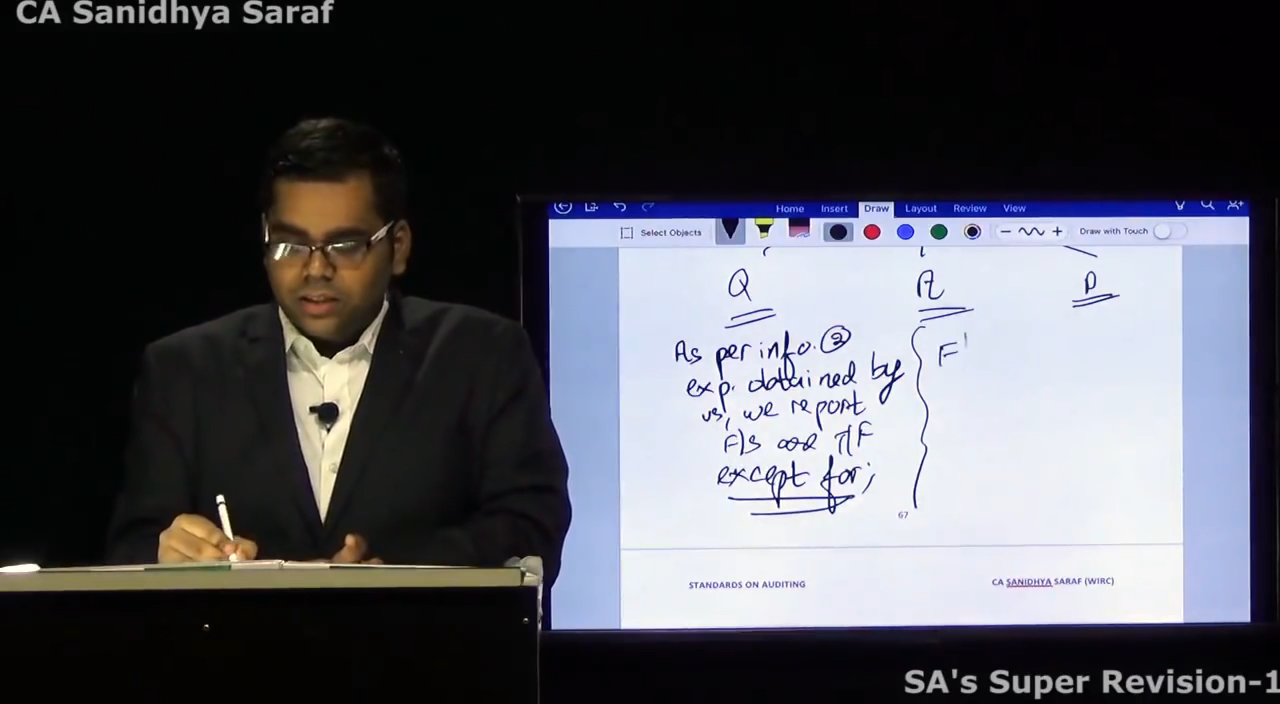 CA Sanidhya Saraf
Home Insert Draw Layout Review View
Select Objects
Draw with Touch
Q
A
D
As per info. &
exp. obtained by
us, we report
F/S are T/F
except for;
F
67
STANDARDS ON AUDITING
CA SANIDHYA SARAF (WIRC)
SA's Super Revision-1